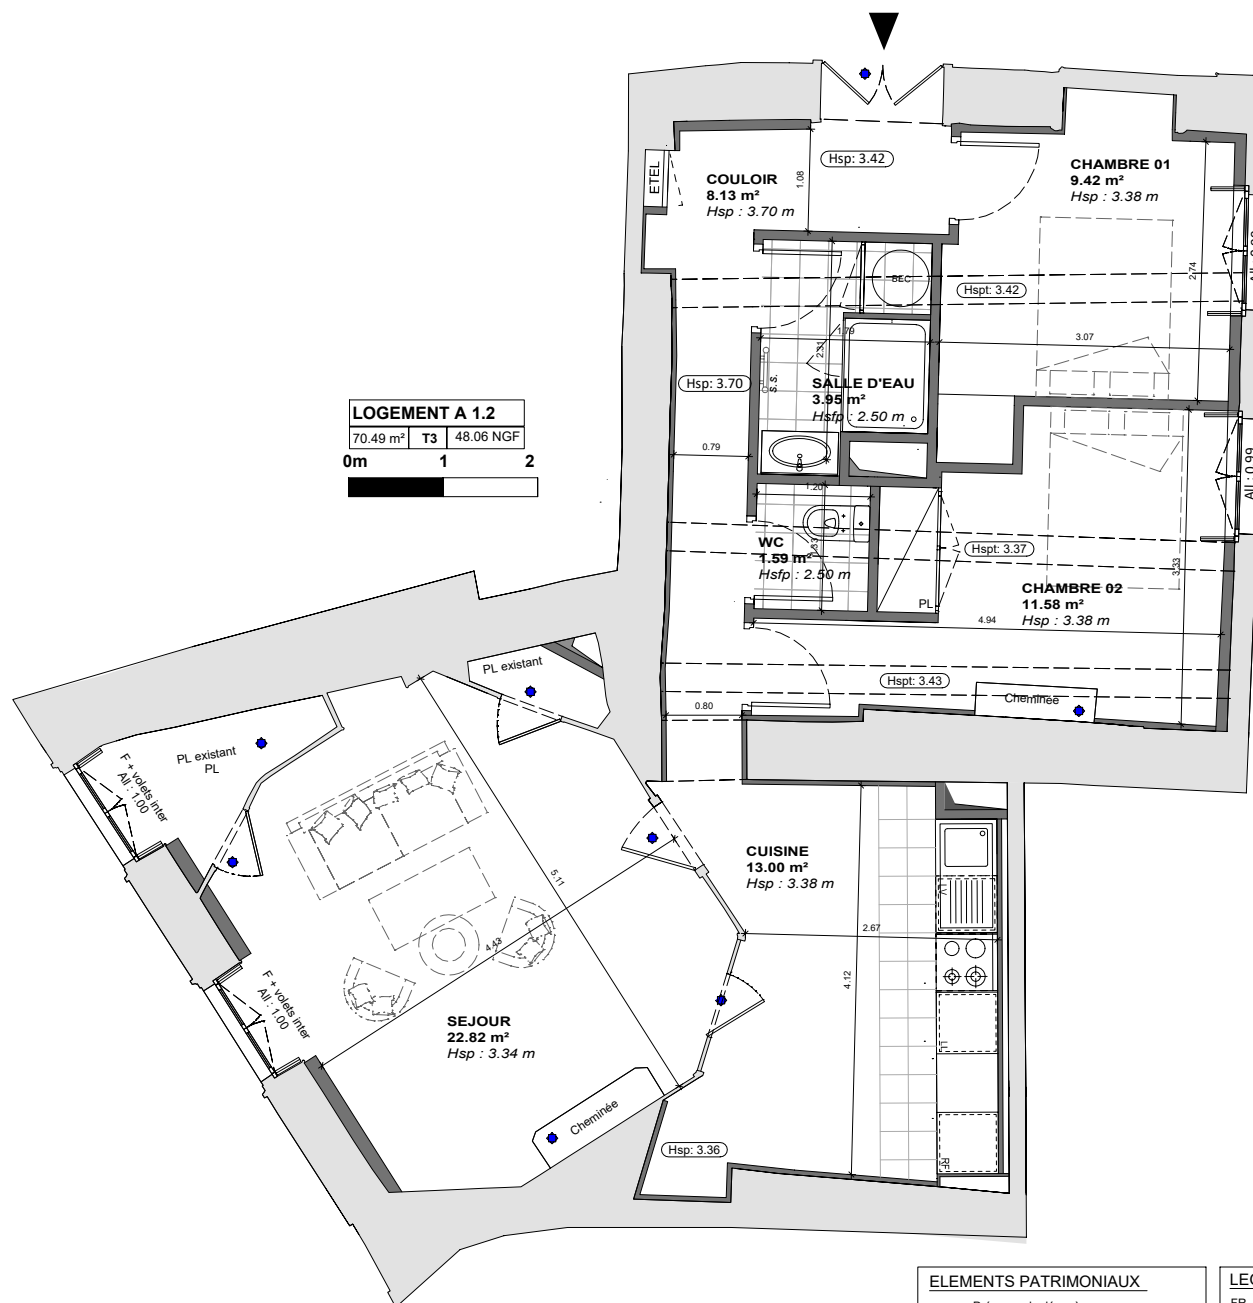 Hsp: 3.42
ETEL
COULOIR
8.13 m²
Hsp : 3.70 m
1.08
CHAMBRE 01
9.42 m²
Hsp : 3.38 m
2.74
BEC
Hspt: 3.42
1.79
3.07
2.31
s.s.
Hsp: 3.70
SALLE D'EAU
3.95 m²
Hsfp : 2.50 m
LOGEMENT A 1.2
70.49 m² T3 48.06 NGF
0m 1 2
0.79
All : 0.99
1.20
WC
1.59 m²
Hsfp : 2.50 m
1.33
Hspt: 3.37
3.33
CHAMBRE 02
11.58 m²
Hsp : 3.38 m
PL
4.94
PL existant
Hspt: 3.43
Cheminée
0.80
PL existant
PL
F + volets inter
All : 1.00
CUISINE
13.00 m²
Hsp : 3.38 m
5.11
4.43
LV
2.67
4.12
F + volets inter
All : 1.00
SEJOUR
22.82 m²
Hsp : 3.34 m
LL
Cheminée
Hsp: 3.36
RF
ELEMENTS PATRIMONIAUX